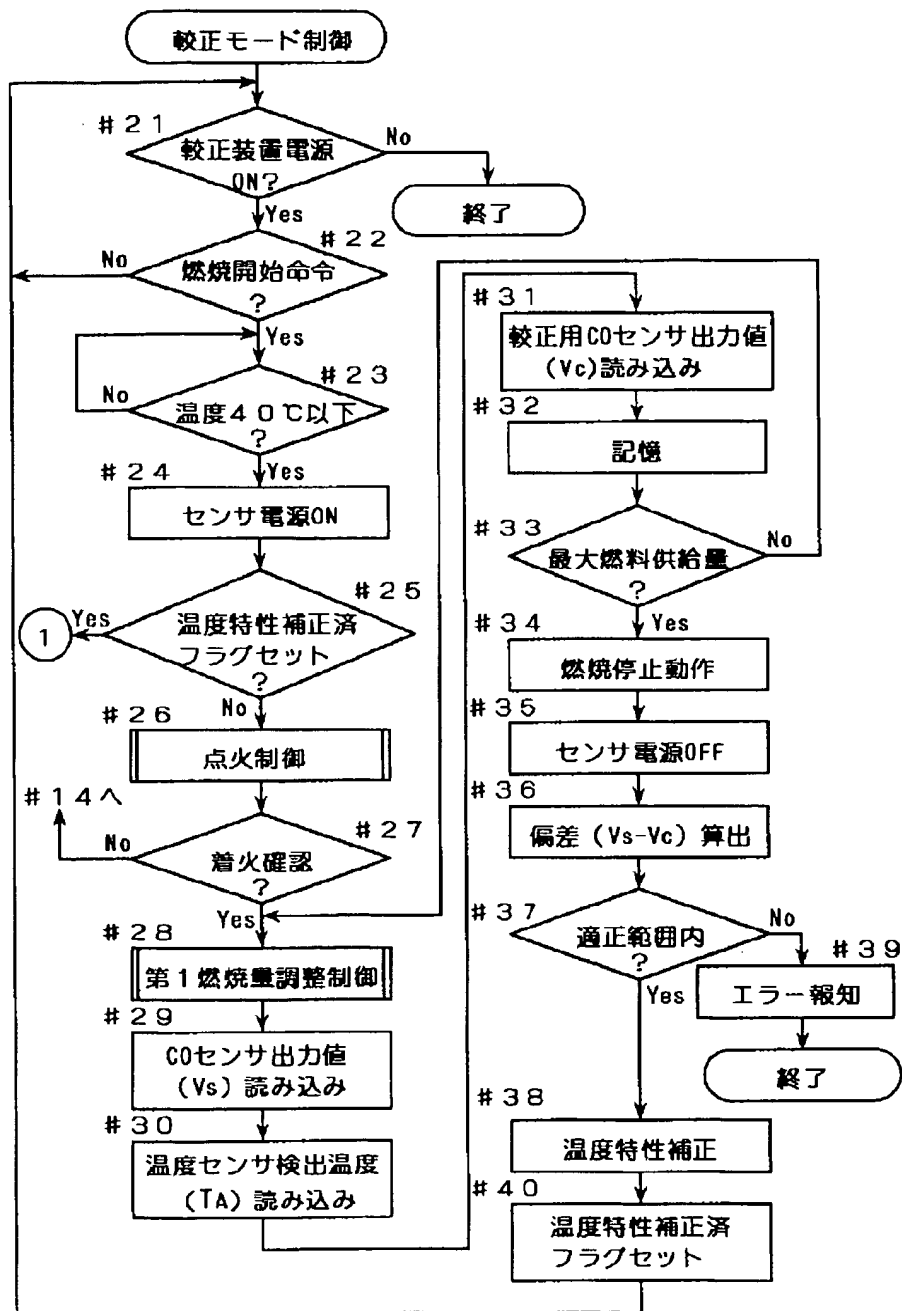 較正モード制御
#21
較正装置電源
ON?
No
終了
Yes
#22
No
燃焼開始命令
?
Yes
#23
No
温度40℃以下
?
Yes
#24
センサ電源ON
#25
Yes
1
温度特性補正済
フラグセット
?
No
#26
点火制御
#14へ
#27
No
着火確認
?
Yes
#28
第1燃焼量調整制御
#29
COセンサ出力値
(Vs)読み込み
#30
温度センサ検出温度
(TA)読み込み
#31
較正用COセンサ出力値
(Vc)読み込み
#32
記憶
#33
No
最大燃料供給量
?
Yes
#34
燃焼停止動作
#35
センサ電源OFF
#36
偏差(Vs-Vc)算出
#37
No
適正範囲内
?
Yes
#39
エラー報知
終了
#38
温度特性補正
#40
温度特性補正済
フラグセット